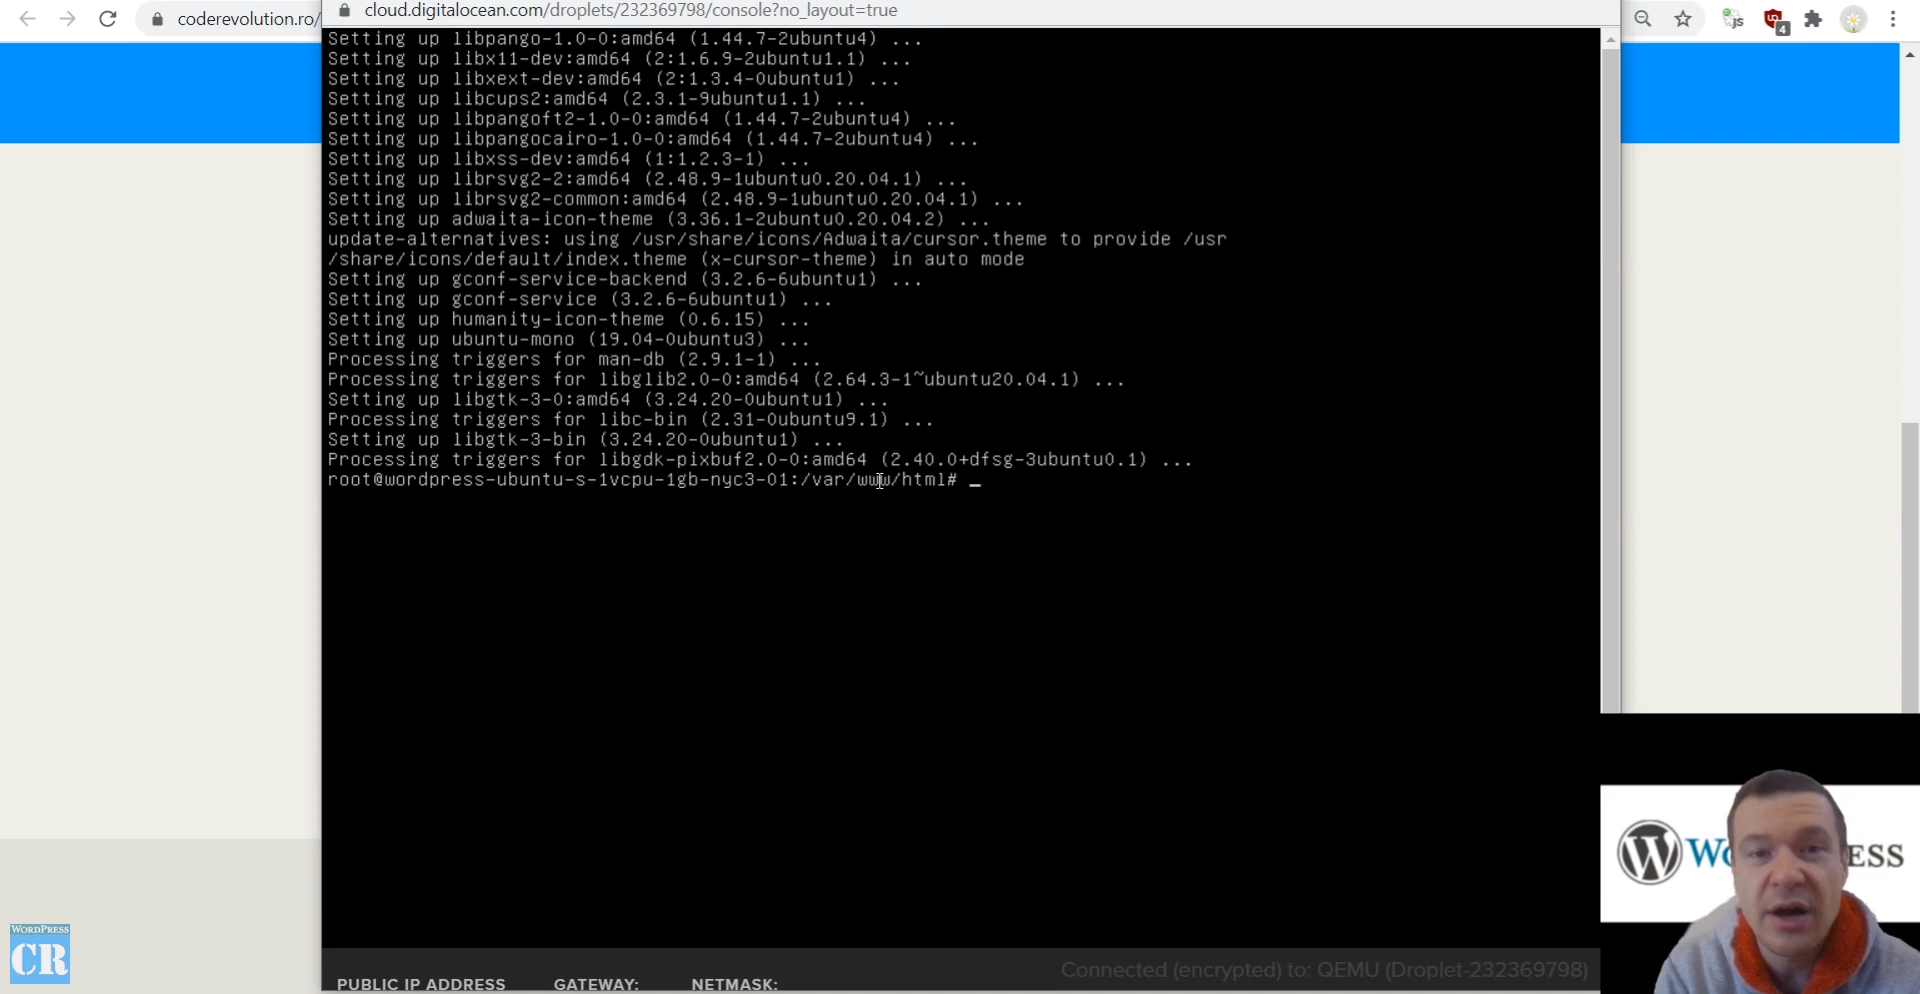 coderevolution.ro/
cloud.digitalocean.com/droplets/232369798/console?no_layout=true
JS
4
Setting up libpango-1.0-0:amd64 (1.44.7-2ubuntu4) ...
Setting up libx11-dev:amd64 (2:1.6.9-2ubuntu1.1) ...
Setting up libxext-dev:amd64 (2:1.3.4-0ubuntu1) ...
Setting up libcups2:amd64 (2.3.1-9ubuntu1.1) ...
Setting up libpangoft2-1.0-0:amd64 (1.44.7-2ubuntu4) ...
Setting up libpangocairo-1.0-0:amd64 (1.44.7-2ubuntu4) ...
Setting up libxss-dev:amd64 (1:1.2.3-1) ...
Setting up librsvg2-2:amd64 (2.48.9-1ubuntu0.20.04.1) ...
Setting up librsvg2-common:amd64 (2.48.9-1ubuntu0.20.04.1) ...
Setting up adwaita-icon-theme (3.36.1-2ubuntu0.20.04.2) ...
update-alternatives: using /usr/share/icons/Adwaita/cursor.theme to provide /usr
/share/icons/default/index.theme (x-cursor-theme) in auto mode
Setting up gconf-service-backend (3.2.6-6ubuntu1) ...
Setting up gconf-service (3.2.6-6ubuntu1) ...
Setting up humanity-icon-theme (0.6.15) ...
Setting up ubuntu-mono (19.04-0ubuntu3) ...
Processing triggers for man-db (2.9.1-1) ...
Processing triggers for libglib2.0-0:amd64 (2.64.3-1~ubuntu20.04.1) ...
Setting up libgtk-3-0:amd64 (3.24.20-0ubuntu1) ...
Processing triggers for libc-bin (2.31-0ubuntu9.1) ...
Setting up libgtk-3-bin (3.24.20-0ubuntu1) ...
Processing triggers for libgdk-pixbuf2.0-0:amd64 (2.40.0+dfsg-3ubuntu0.1) ...
root@wordpress-ubuntu-s-1vcpu-1gb-nyc3-01:/var/www/html# _
Connected (encrypted) to: QEMU (Droplet-232369798)
PUBLIC IP ADDRESS GATEWAY: NETMASK:
WORDPRESS
CR